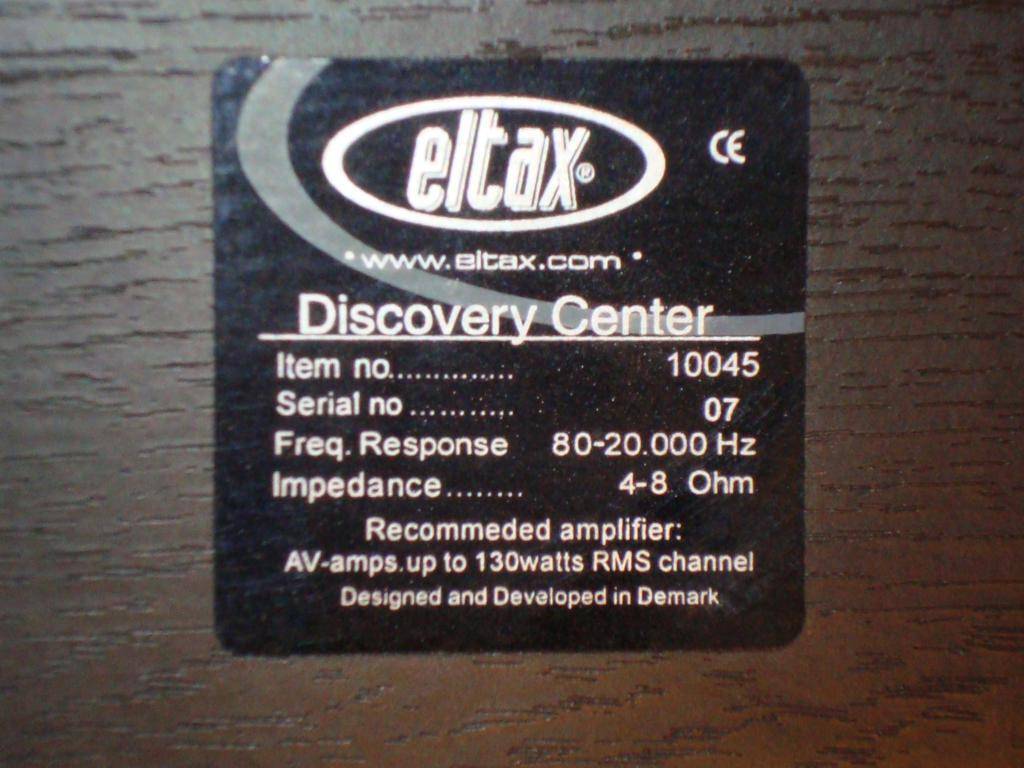 eltax®
CE
• www.eltax.com •
Discovery Center
Item no.............. 10045
Serial no ........... 07
Freq. Response 80-20.000 Hz
Impedance........ 4-8 Ohm
Recommeded amplifier:
AV-amps.up to 130watts RMS channel
Designed and Developed in Demark